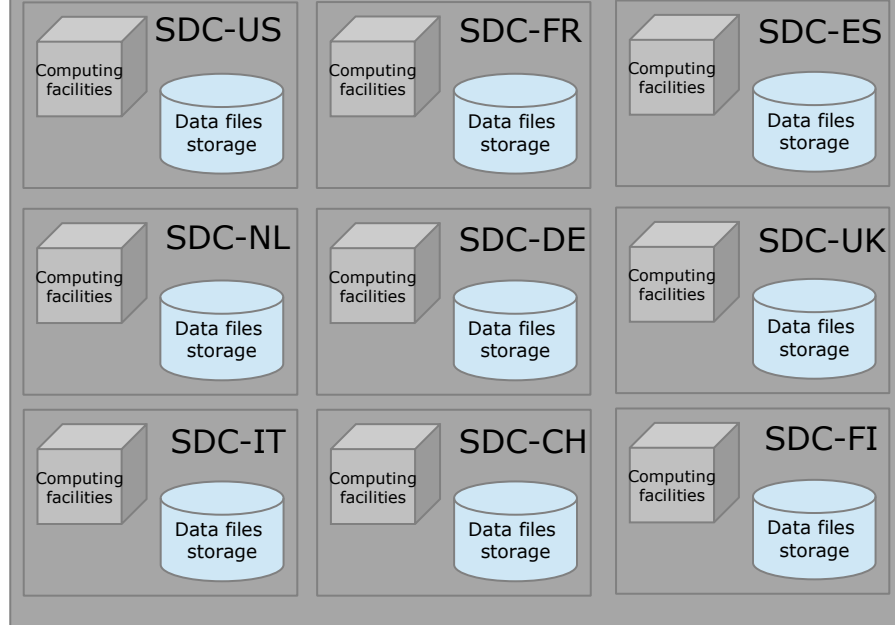 SDC-US
Computing
facilities
Data files
storage
SDC-FR
Computing
facilities
Data files
storage
SDC-ES
Computing
facilities
Data files
storage
SDC-NL
Computing
facilities
Data files
storage
SDC-DE
Computing
facilities
Data files
storage
SDC-UK
Computing
facilities
Data files
storage
SDC-IT
Computing
facilities
Data files
storage
SDC-CH
Computing
facilities
Data files
storage
SDC-FI
Computing
facilities
Data files
storage